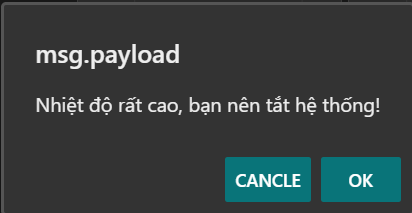 msg.payload
Nhiệt độ rất cao, bạn nên tắt hệ thống!
CANCLE OK